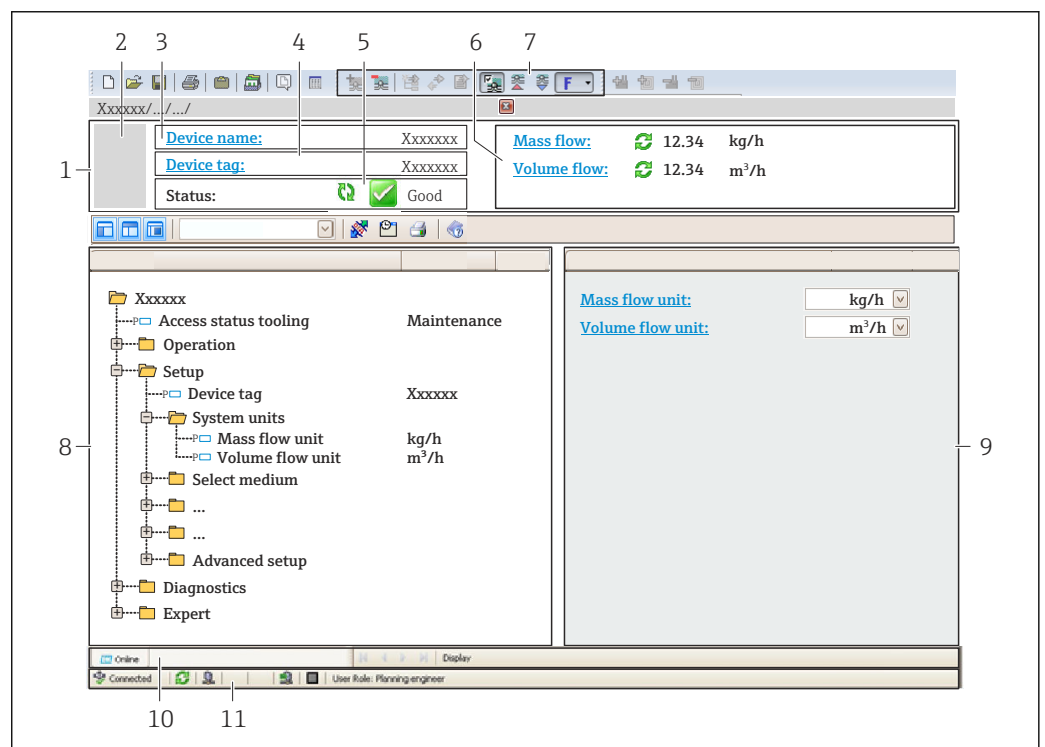 2 3 4 5 6 7
F
Xxxxxx/.../.../
1
Device name: Xxxxxxx
Device tag: Xxxxxxx
Status: Good
Mass flow: 12.34 kg/h
Volume flow: 12.34 m³/h
Xxxxxx
P Access status tooling Maintenance
Operation
Setup
P Device tag Xxxxxx
System units
P Mass flow unit kg/h
P Volume flow unit m³/h
Select medium
...
...
Advanced setup
Diagnostics
Expert
8
Mass flow unit: kg/h
Volume flow unit: m³/h
9
Online Display
Connected User Role: Planning engineer
10 11